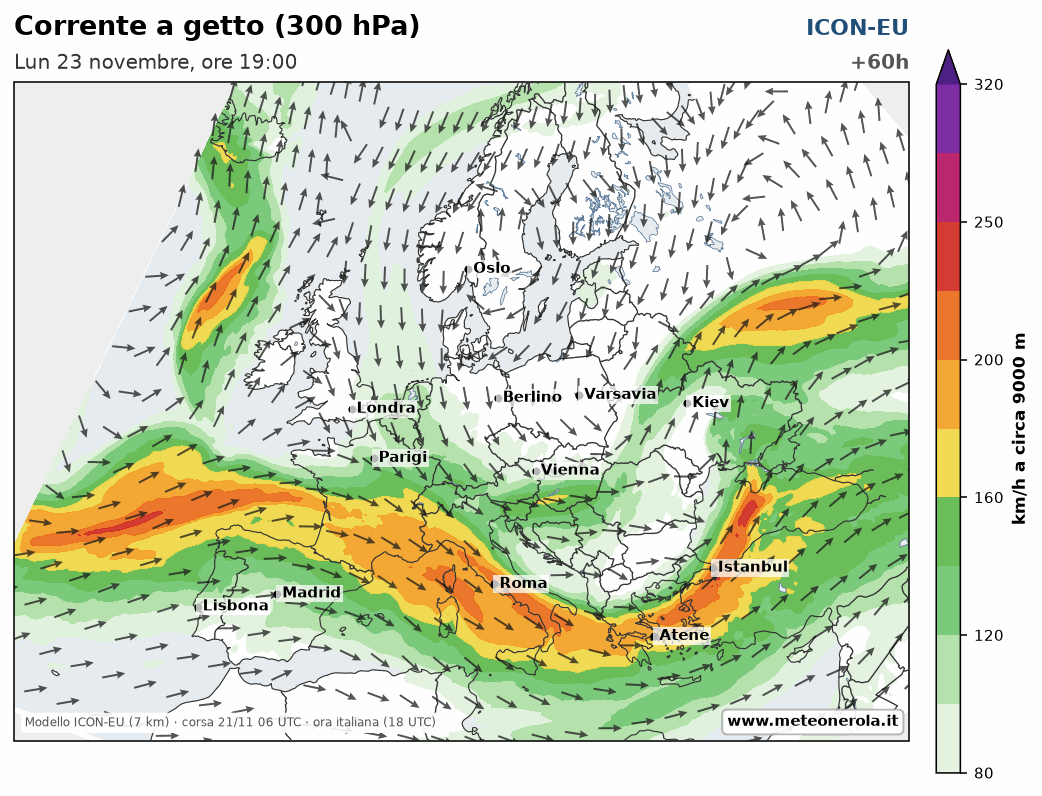 Corrente a getto (300 hPa)
ICON-EU
Lun 23 novembre, ore 19:00
+60h
320
250
200
160
120
80
km/h a circa 9000 m
Oslo
Londra
Berlino
Varsavia
Kiev
Parigi
Vienna
Istanbul
Roma
Madrid
Lisbona
Atene
Modello ICON-EU (7 km) · corsa 21/11 06 UTC · ora italiana (18 UTC)
www.meteonerola.it